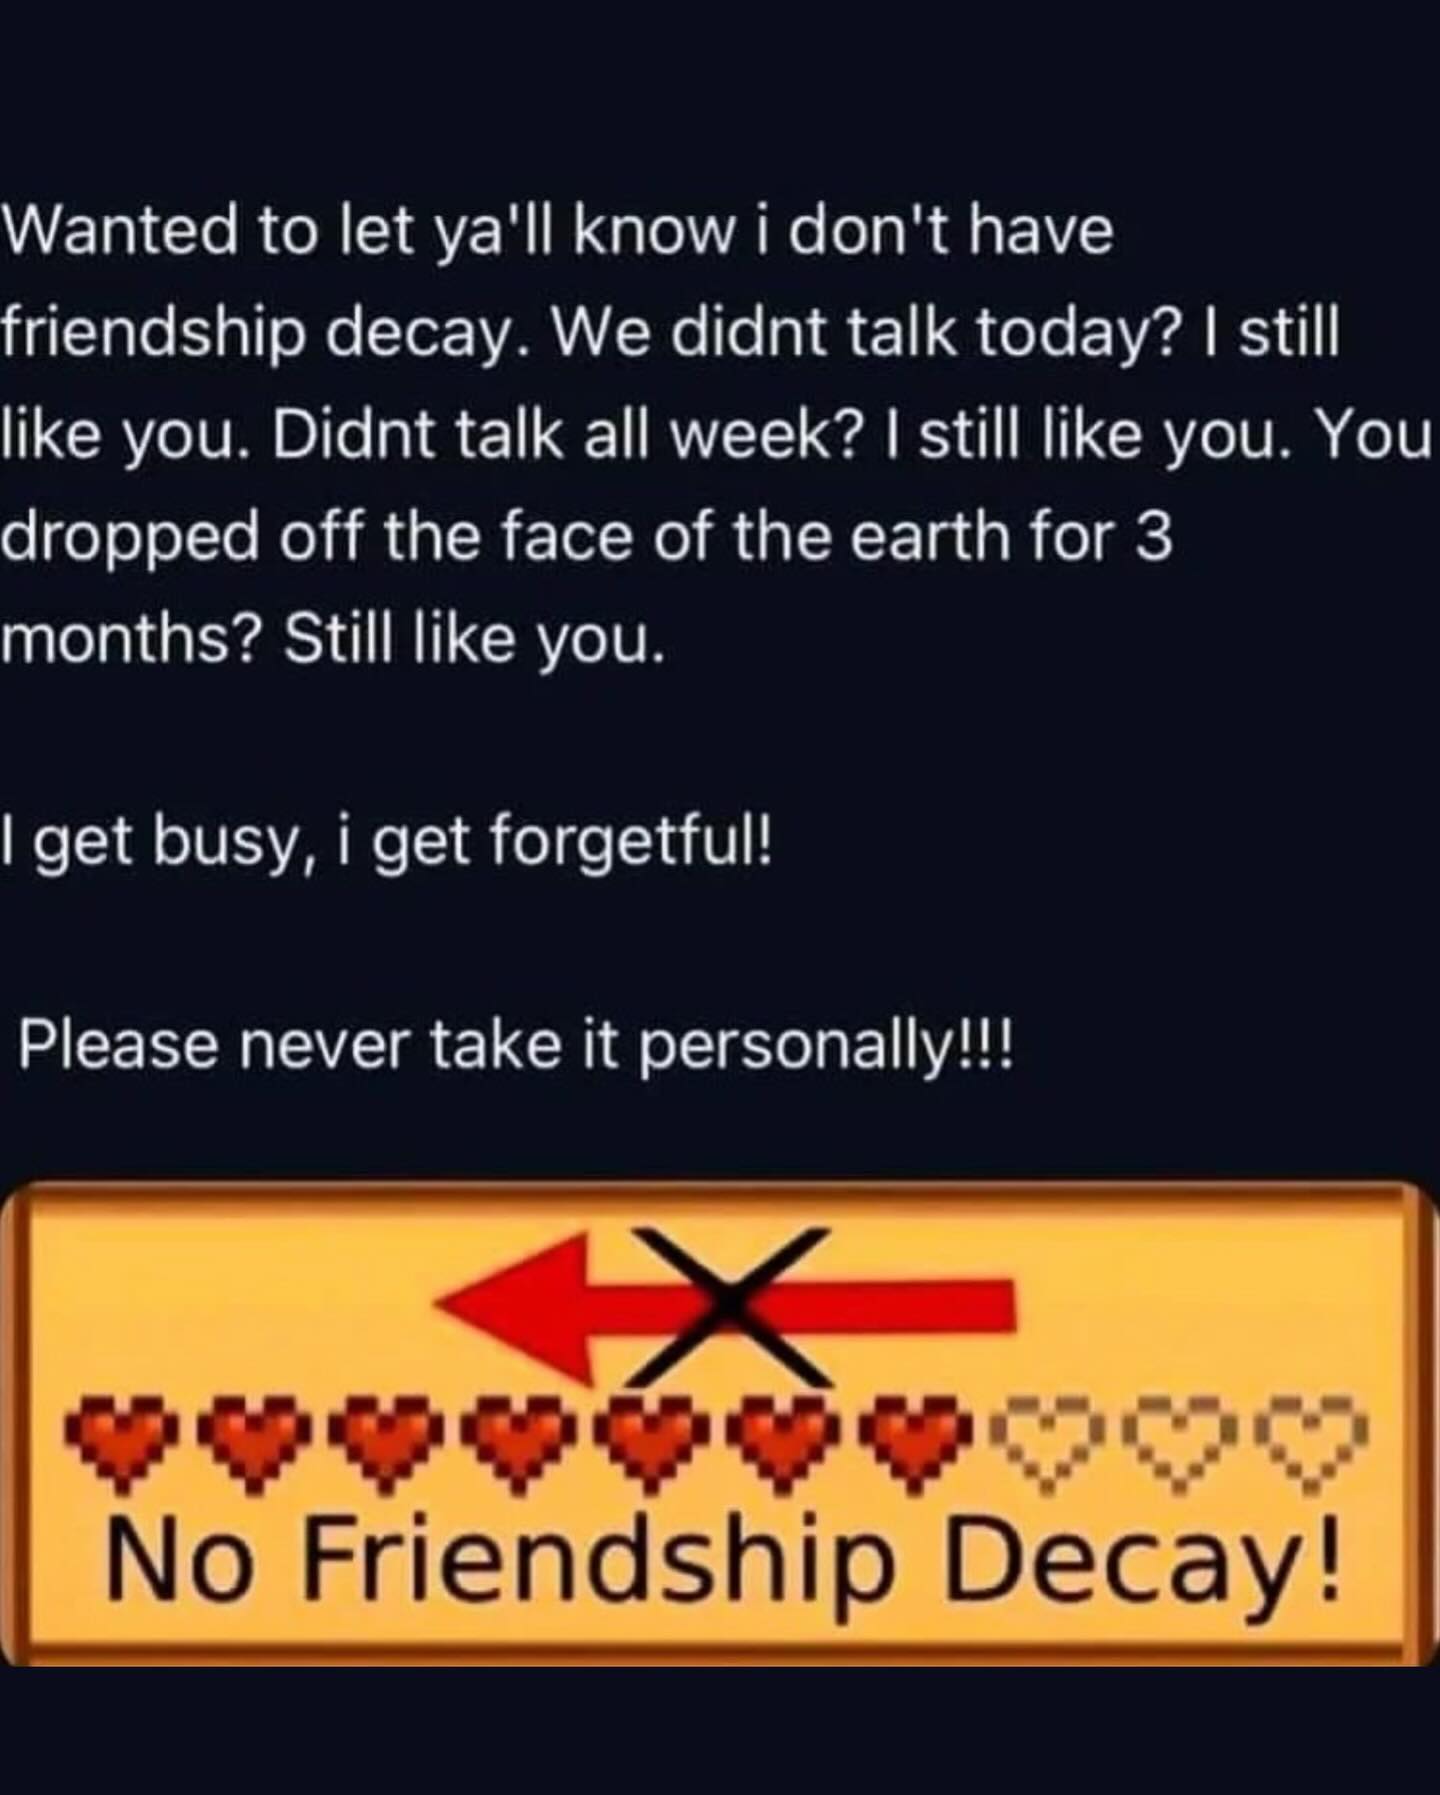 Wanted to let ya'll know i don't have
friendship decay. We didnt talk today? I still
like you. Didnt talk all week? I still like you. You
dropped off the face of the earth for 3
months? Still like you.
I get busy, i get forgetful!
Please never take it personally!!!
No Friendship Decay!